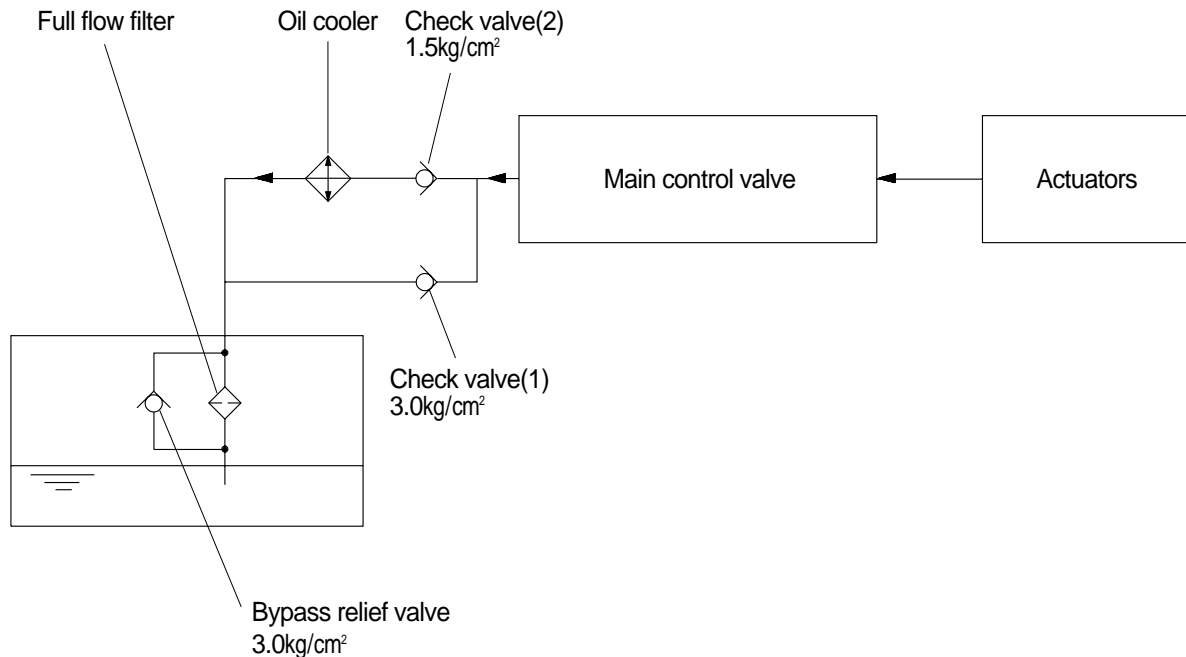 Full flow filter
Oil cooler
Check valve(2)
1.5kg/cm²
Main control valve
Actuators
Check valve(1)
3.0kg/cm²
Bypass relief valve
3.0kg/cm²